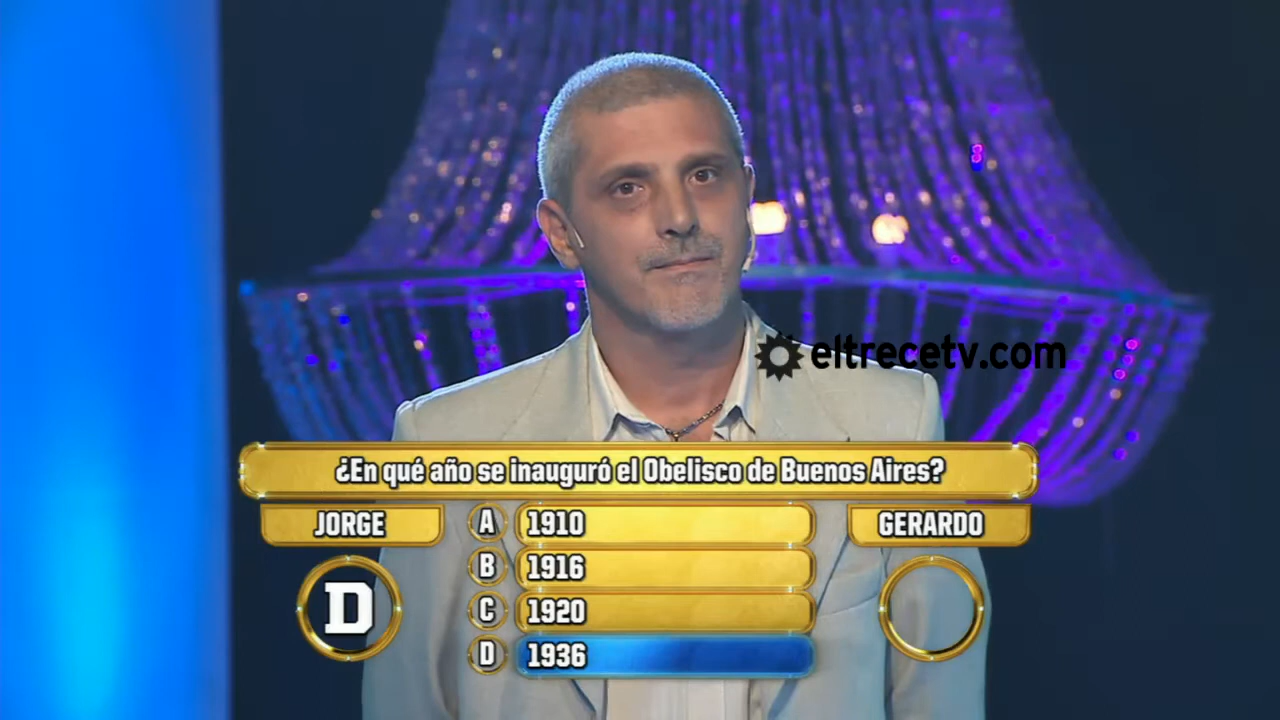 eltrecetv.com
¿En qué año se inauguró el Obelisco de Buenos Aires?
JORGE
GERARDO
A 1910
B 1916
C 1920
D 1936
D